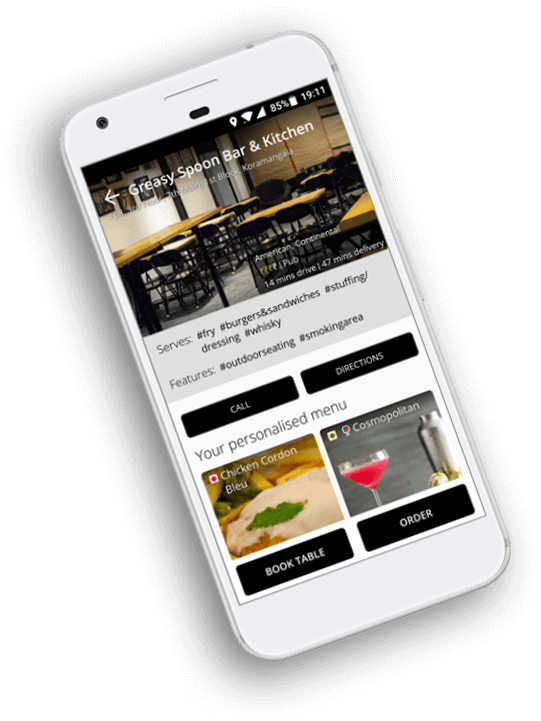 85% 19:11
Greasy Spoon Bar & Kitchen
7th Main, 1st Block, Koramangala
American, Continental
₹₹₹₹ | Pub
14 mins drive | 47 mins delivery
Serves: #fry #burgers&sandwiches #stuffing/
dressing #whisky
Features: #outdoorseating #smokingarea
CALL
DIRECTIONS
Your personalised menu
Chicken Cordon
Bleu
Cosmopolitan
BOOK TABLE
ORDER